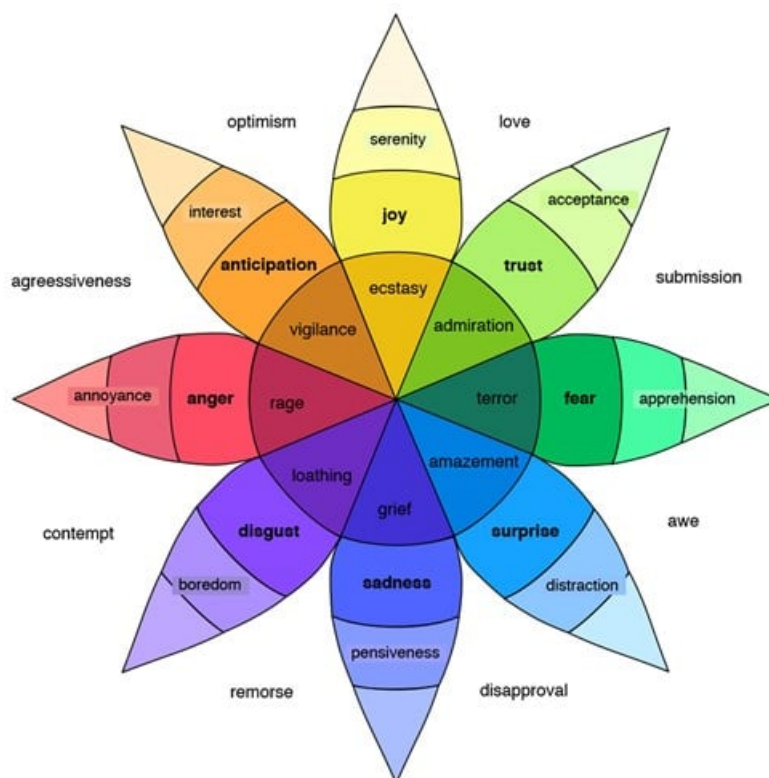 optimism
love
serenity
interest
acceptance
joy
anticipation
trust
agreessiveness
submission
ecstasy
vigilance
admiration
annoyance
anger
rage
terror
fear
apprehension
loathing
amazement
grief
contempt
disgust
surprise
awe
boredom
sadness
distraction
pensiveness
remorse
disapproval